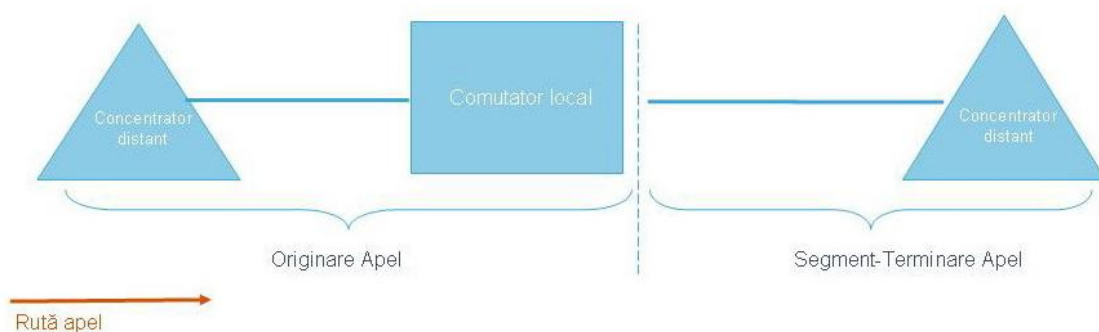 Comutator local
Concentrator
distant
Concentrator
distant
Originare Apel
Segment-Terminare Apel
Rută apel